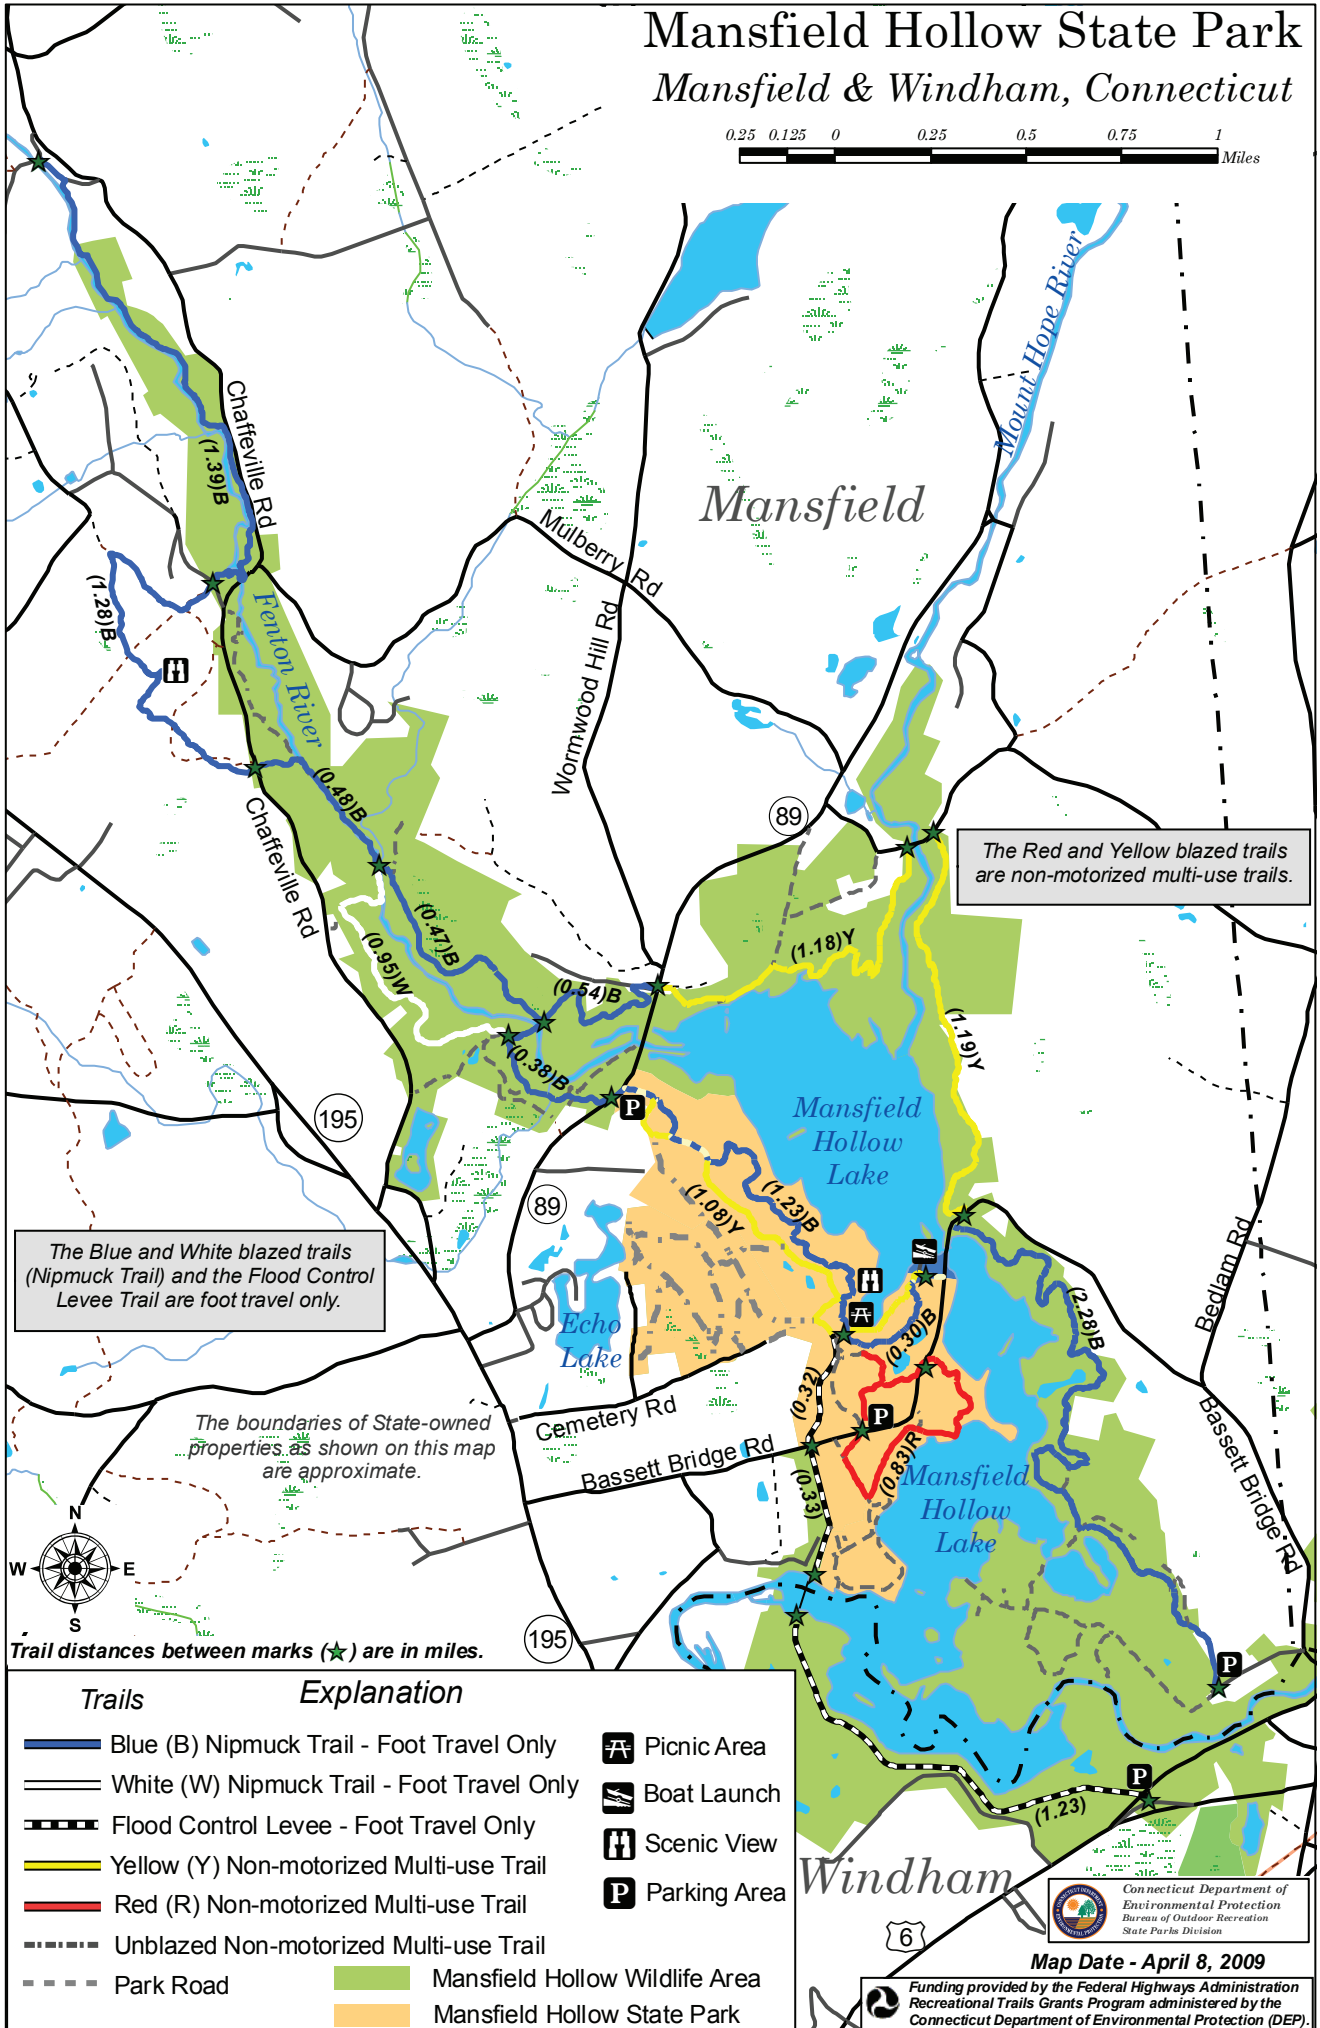 Mansfield Hollow State Park
Mansfield & Windham, Connecticut
0.25 0.125 0 0.25 0.5 0.75 1
Miles
Mount Hope River
Chaffeville Rd
(1.39)B
Mansfield
Mulberry Rd
(1.28)B
Fenton River
Wormwood Hill Rd
(0.48)B
Chaffeville Rd
89
The Red and Yellow blazed trails
are non-motorized multi-use trails.
(0.47)B
(0.95)W
(1.18)Y
(0.54)B
(1.19)Y
(0.38)B
P
195
Mansfield
Hollow
Lake
89
(1.08)Y
(1.23)B
The Blue and White blazed trails
(Nipmuck Trail) and the Flood Control
Levee Trail are foot travel only.
Bedlam Rd
(2.28)B
Echo
Lake
(0.30)B
(0.32)
The boundaries of State-owned
properties as shown on this map
are approximate.
Cemetery Rd
P
Bassett Bridge Rd
(0.83)R
(0.33)
Mansfield
Hollow
Lake
Bassett Bridge Rd
N
W E
S
195
Trail distances between marks ( ) are in miles.
P
P
(1.23)
Trails Explanation
Blue (B) Nipmuck Trail - Foot Travel Only
White (W) Nipmuck Trail - Foot Travel Only
Flood Control Levee - Foot Travel Only
Yellow (Y) Non-motorized Multi-use Trail
Red (R) Non-motorized Multi-use Trail
Unblazed Non-motorized Multi-use Trail
Park Road
Picnic Area
Boat Launch
Scenic View
P Parking Area
Mansfield Hollow Wildlife Area
Mansfield Hollow State Park
Windham
6
Connecticut Department of
Environmental Protection
Bureau of Outdoor Recreation
State Parks Division
Map Date - April 8, 2009
Funding provided by the Federal Highways Administration
Recreational Trails Grants Program administered by the
Connecticut Department of Environmental Protection (DEP).